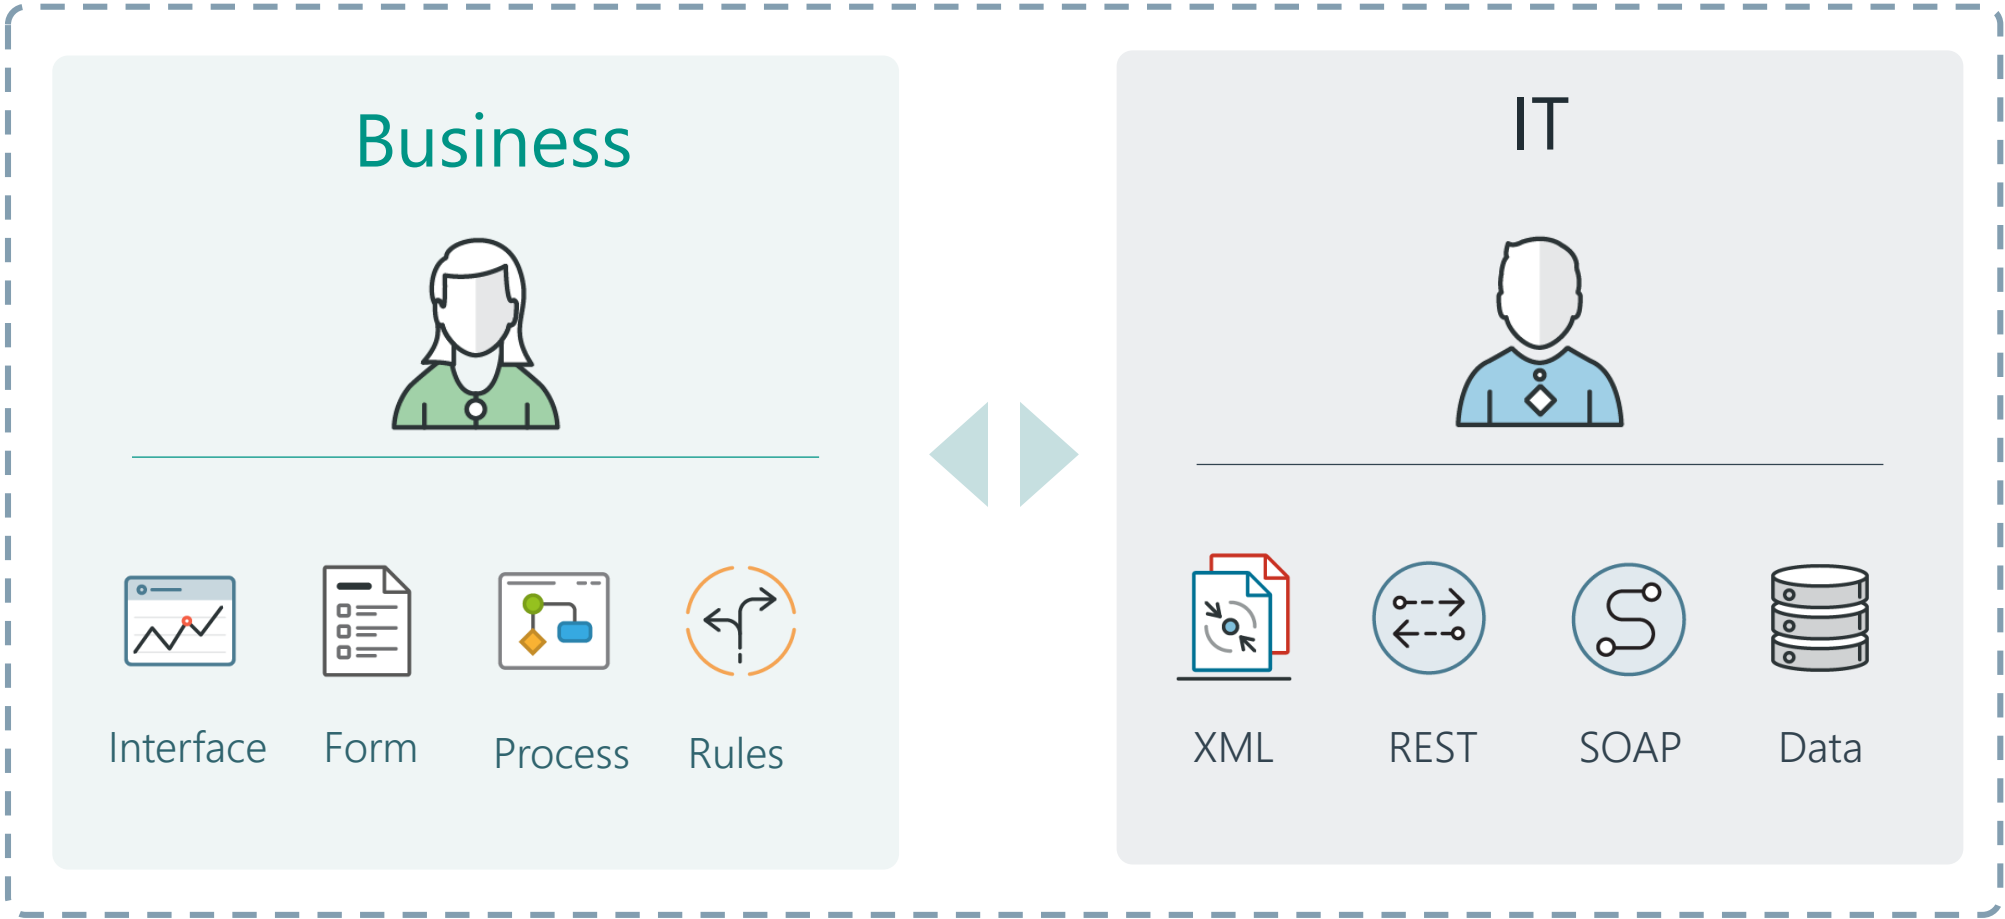 Business
Interface
Form
Process
Rules
IT
XML
REST
SOAP
Data